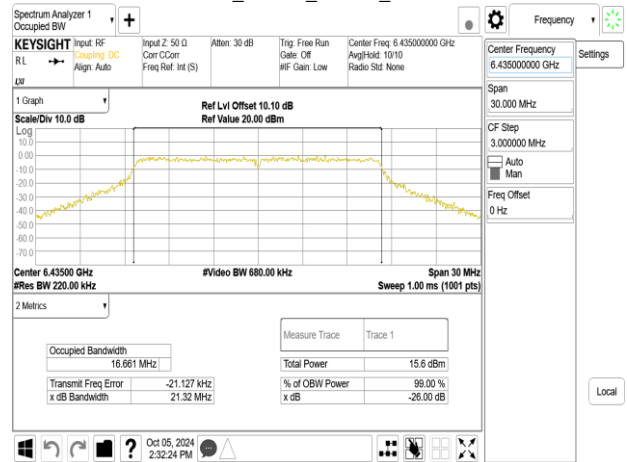 Spectrum Analyzer 1
Occupied BW
Frequency
KEYSIGHT
Input: RF
Coupling: DC
Align: Auto
Input Z: 50 Ω
Corr CCorr
Freq Ref: Int (S)
Atten: 30 dB
Trig: Free Run
Gate: Off
#IF Gain: Low
Center Freq: 6.435000000 GHz
Avg|Hold: 10/10
Radio Std: None
R L
LXI
1 Graph
Scale/Div 10.0 dB
Ref Lvl Offset 10.10 dB
Ref Value 20.00 dBm
Log
10.0
0.00
-10.0
-20.0
-30.0
-40.0
-50.0
-60.0
-70.0
Center 6.43500 GHz
#Res BW 220.00 kHz
#Video BW 680.00 kHz
Span 30 MHz
Sweep 1.00 ms (1001 pts)
2 Metrics
Occupied Bandwidth
16.661 MHz
Transmit Freq Error -21.127 kHz
x dB Bandwidth 21.32 MHz
Measure Trace Trace 1
Total Power 15.6 dBm
% of OBW Power 99.00 %
x dB -26.00 dB
Center Frequency
6.435000000 GHz
Span
30.000 MHz
CF Step
3.000000 MHz
Auto
Man
Freq Offset
0 Hz
Settings
Local
?
Oct 05, 2024
2:32:24 PM